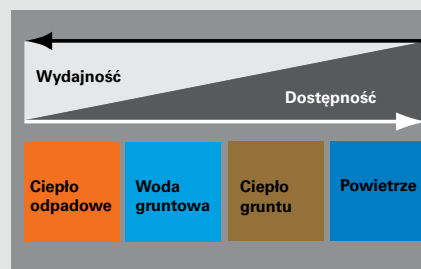 Wydajność
Dostępność
Ciepło
odpadowe
Woda
gruntowa
Ciepło
gruntu
Powietrze